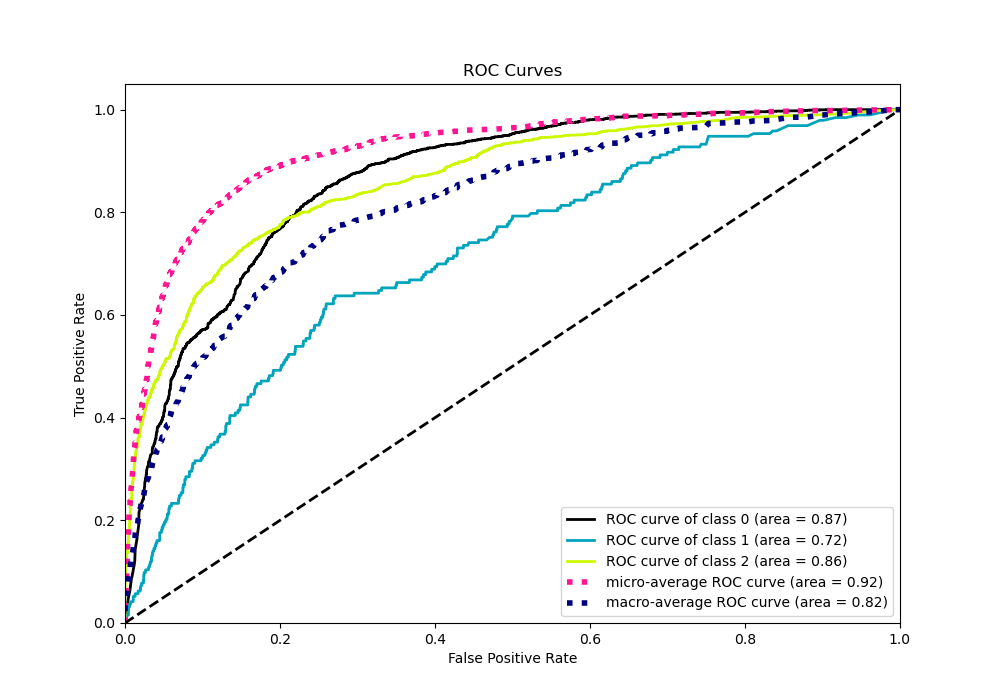 ROC Curves
True Positive Rate
1.0
0.8
0.6
0.4
0.2
0.0
ROC curve of class 0 (area = 0.87)
ROC curve of class 1 (area = 0.72)
ROC curve of class 2 (area = 0.86)
micro-average ROC curve (area = 0.92)
macro-average ROC curve (area = 0.82)
0.0 0.2 0.4 0.6 0.8 1.0
False Positive Rate